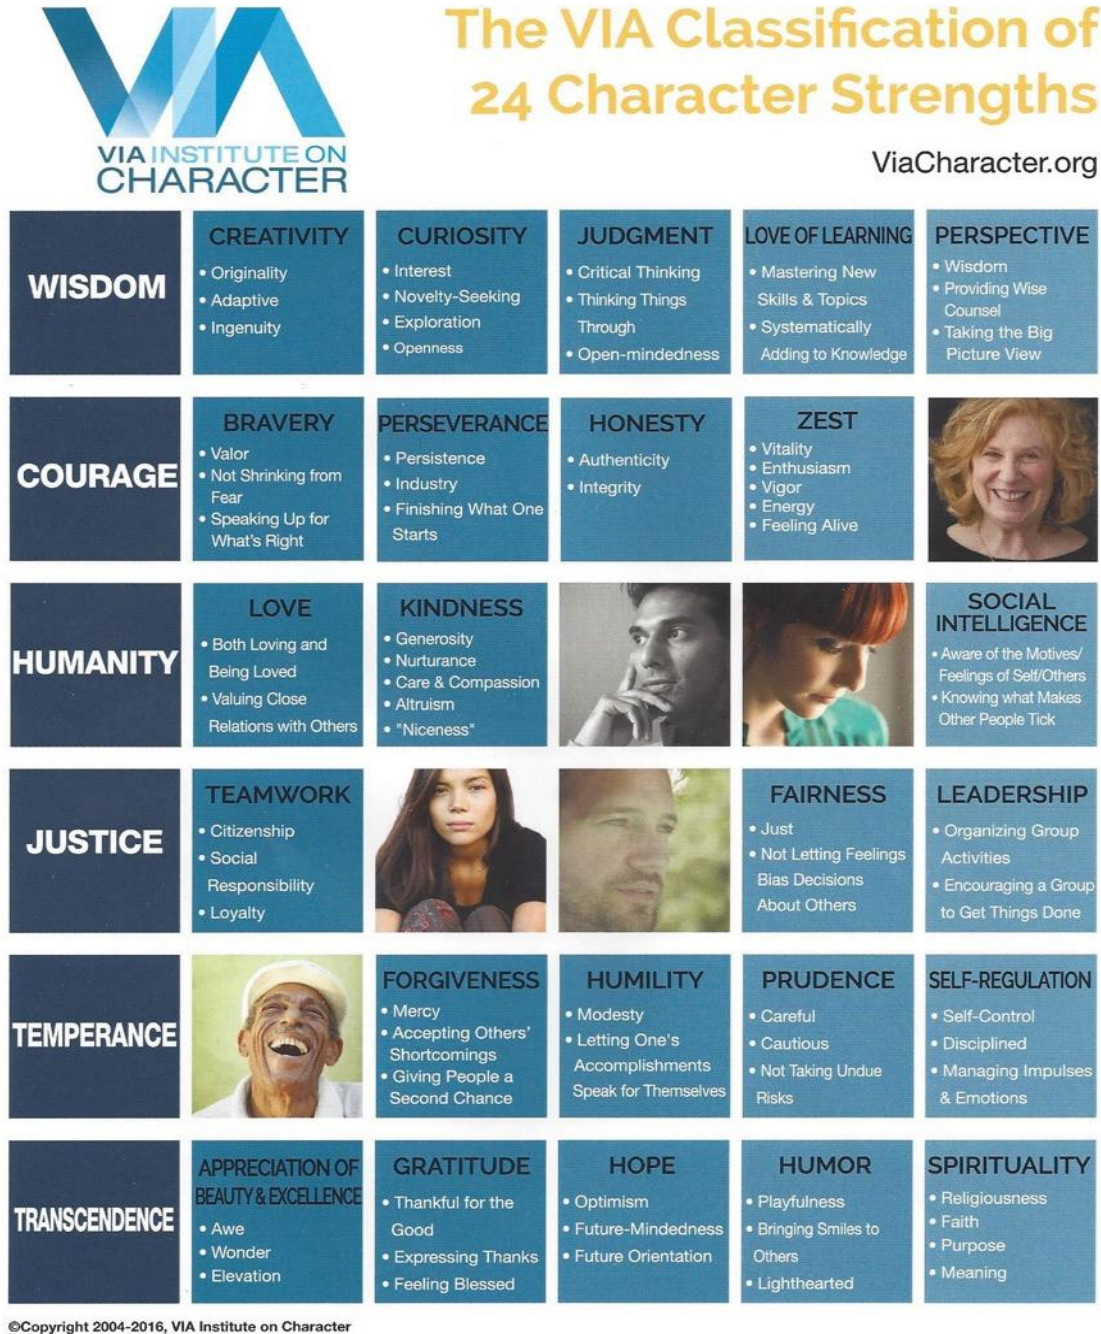 The VIA Classification of
24 Character Strengths
VIA INSTITUTE ON
CHARACTER
ViaCharacter.org
WISDOM
CREATIVITY
• Originality
• Adaptive
• Ingenuity
CURIOSITY
• Interest
• Novelty-Seeking
• Exploration
• Openness
JUDGMENT
• Critical Thinking
• Thinking Things
Through
• Open-mindedness
LOVE OF LEARNING
• Mastering New
Skills & Topics
• Systematically
Adding to Knowledge
PERSPECTIVE
• Wisdom
• Providing Wise
Counsel
• Taking the Big
Picture View
COURAGE
BRAVERY
• Valor
• Not Shrinking from
Fear
• Speaking Up for
What's Right
PERSEVERANCE
• Persistence
• Industry
• Finishing What One
Starts
HONESTY
• Authenticity
• Integrity
ZEST
• Vitality
• Enthusiasm
• Vigor
• Energy
• Feeling Alive
HUMANITY
LOVE
• Both Loving and
Being Loved
• Valuing Close
Relations with Others
KINDNESS
• Generosity
• Nurturance
• Care & Compassion
• Altruism
• "Niceness"
SOCIAL
INTELLIGENCE
• Aware of the Motives/
Feelings of Self/Others
• Knowing what Makes
Other People Tick
JUSTICE
TEAMWORK
• Citizenship
• Social
Responsibility
• Loyalty
FAIRNESS
• Just
• Not Letting Feelings
Bias Decisions
About Others
LEADERSHIP
• Organizing Group
Activities
• Encouraging a Group
to Get Things Done
TEMPERANCE
FORGIVENESS
• Mercy
• Accepting Others'
Shortcomings
• Giving People a
Second Chance
HUMILITY
• Modesty
• Letting One's
Accomplishments
Speak for Themselves
PRUDENCE
• Careful
• Cautious
• Not Taking Undue
Risks
SELF-REGULATION
• Self-Control
• Disciplined
• Managing Impulses
& Emotions
TRANSCENDENCE
APPRECIATION OF
BEAUTY & EXCELLENCE
• Awe
• Wonder
• Elevation
GRATITUDE
• Thankful for the
Good
• Expressing Thanks
• Feeling Blessed
HOPE
• Optimism
• Future-Mindedness
• Future Orientation
HUMOR
• Playfulness
• Bringing Smiles to
Others
• Lighthearted
SPIRITUALITY
• Religiousness
• Faith
• Purpose
• Meaning
©Copyright 2004-2016, VIA Institute on Character